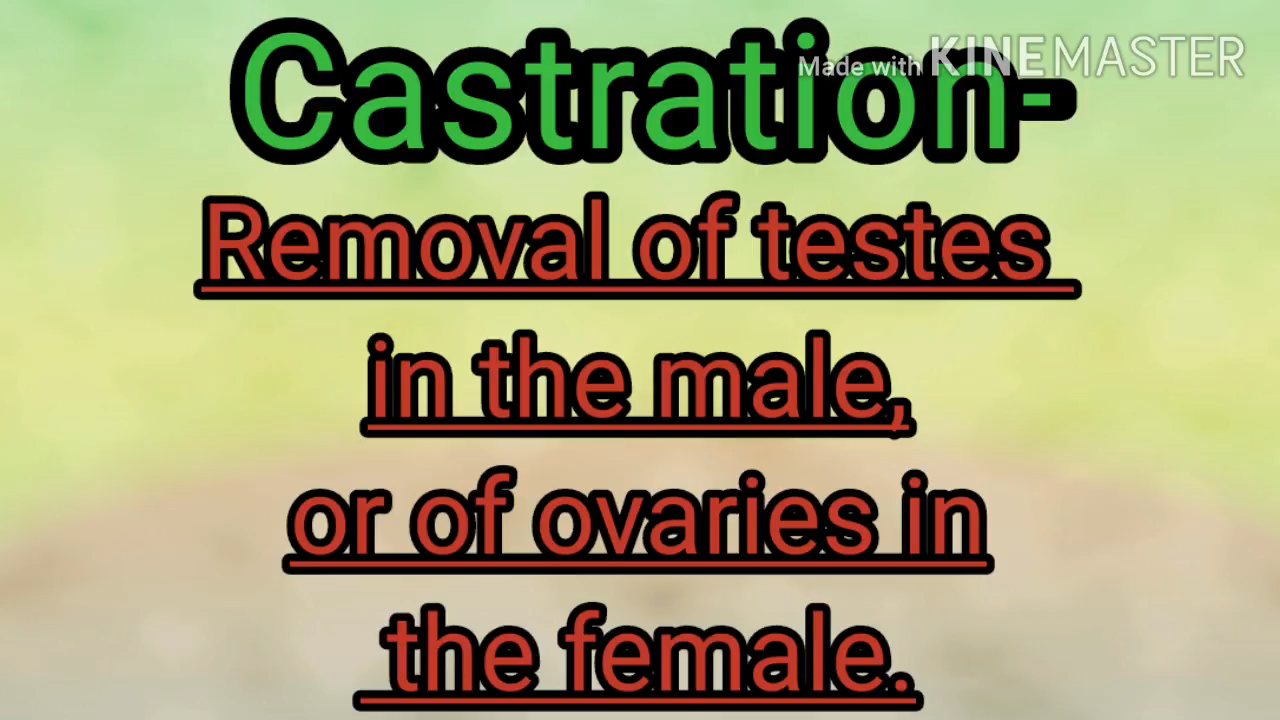 Castration-
Made with KINEMASTER
Removal of testes
in the male,
or of ovaries in
the female.